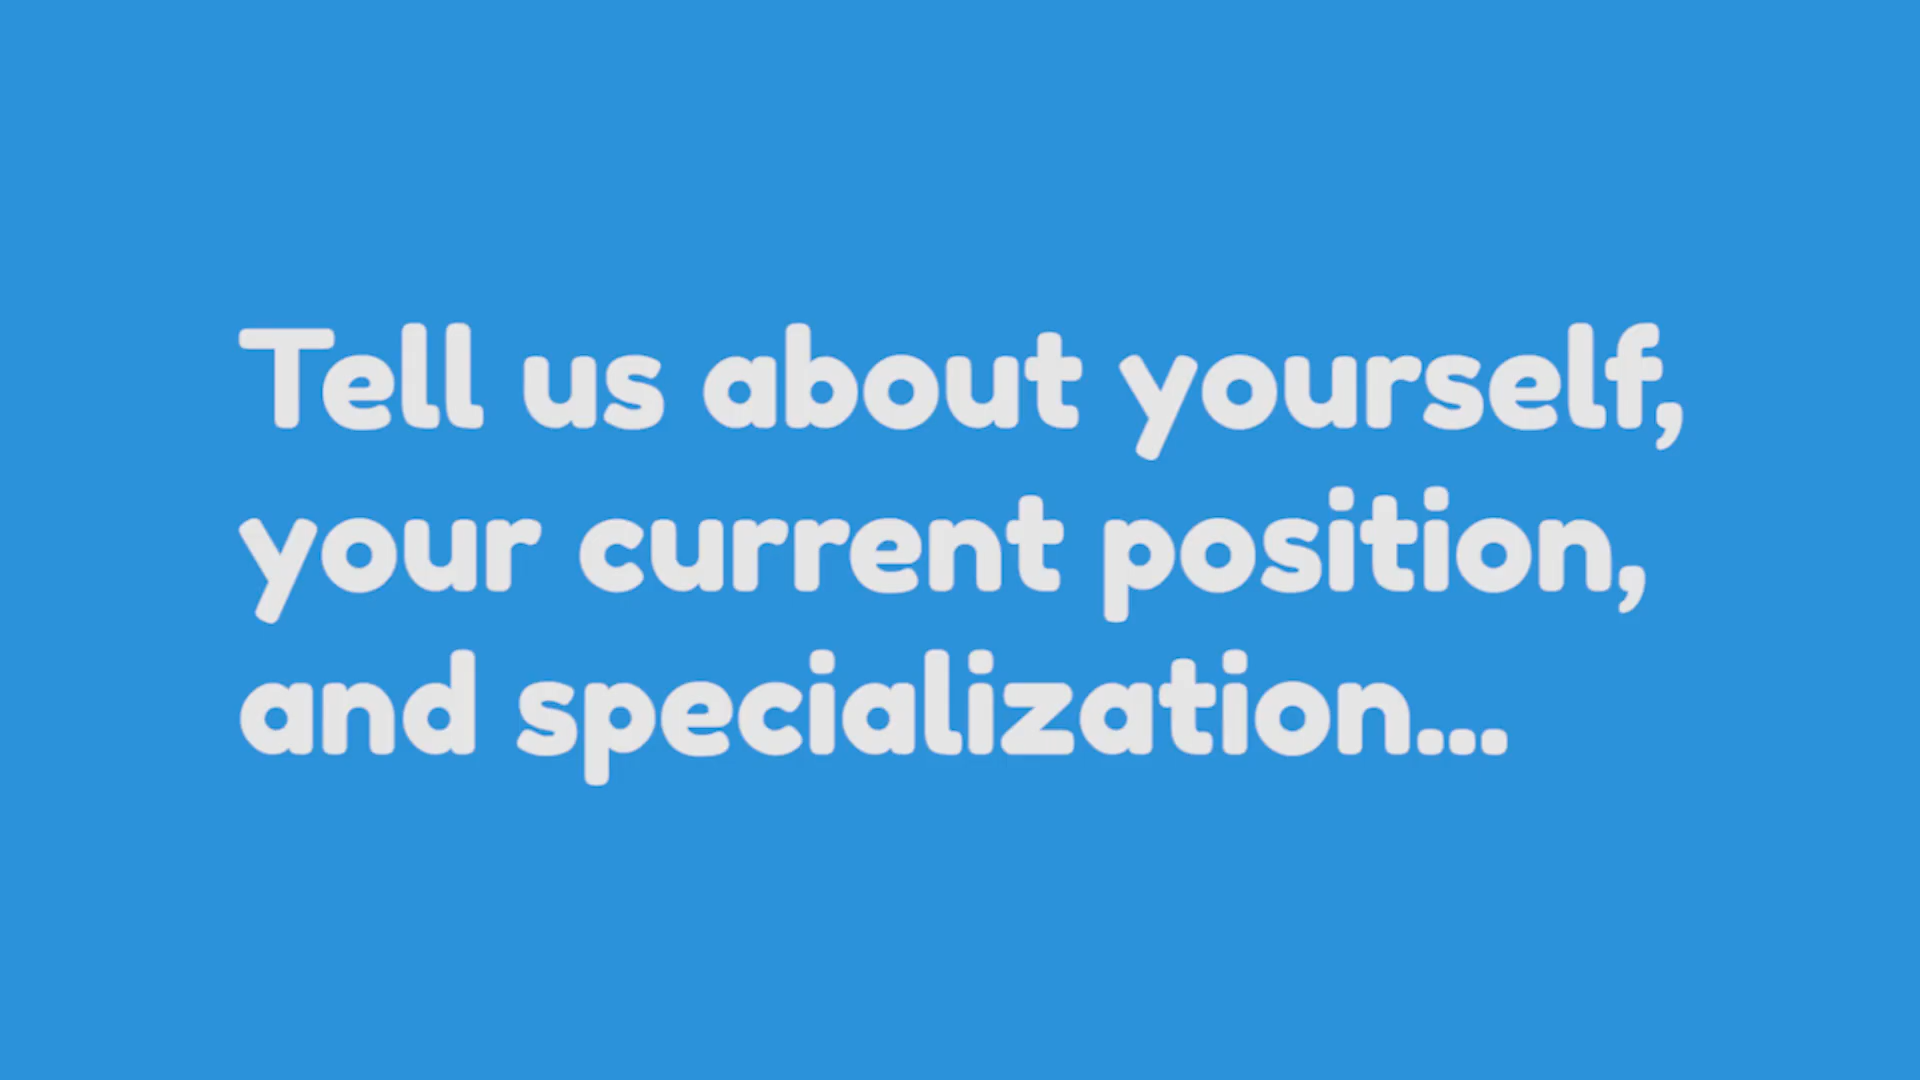 Tell us about yourself,
your current position,
and specialization...